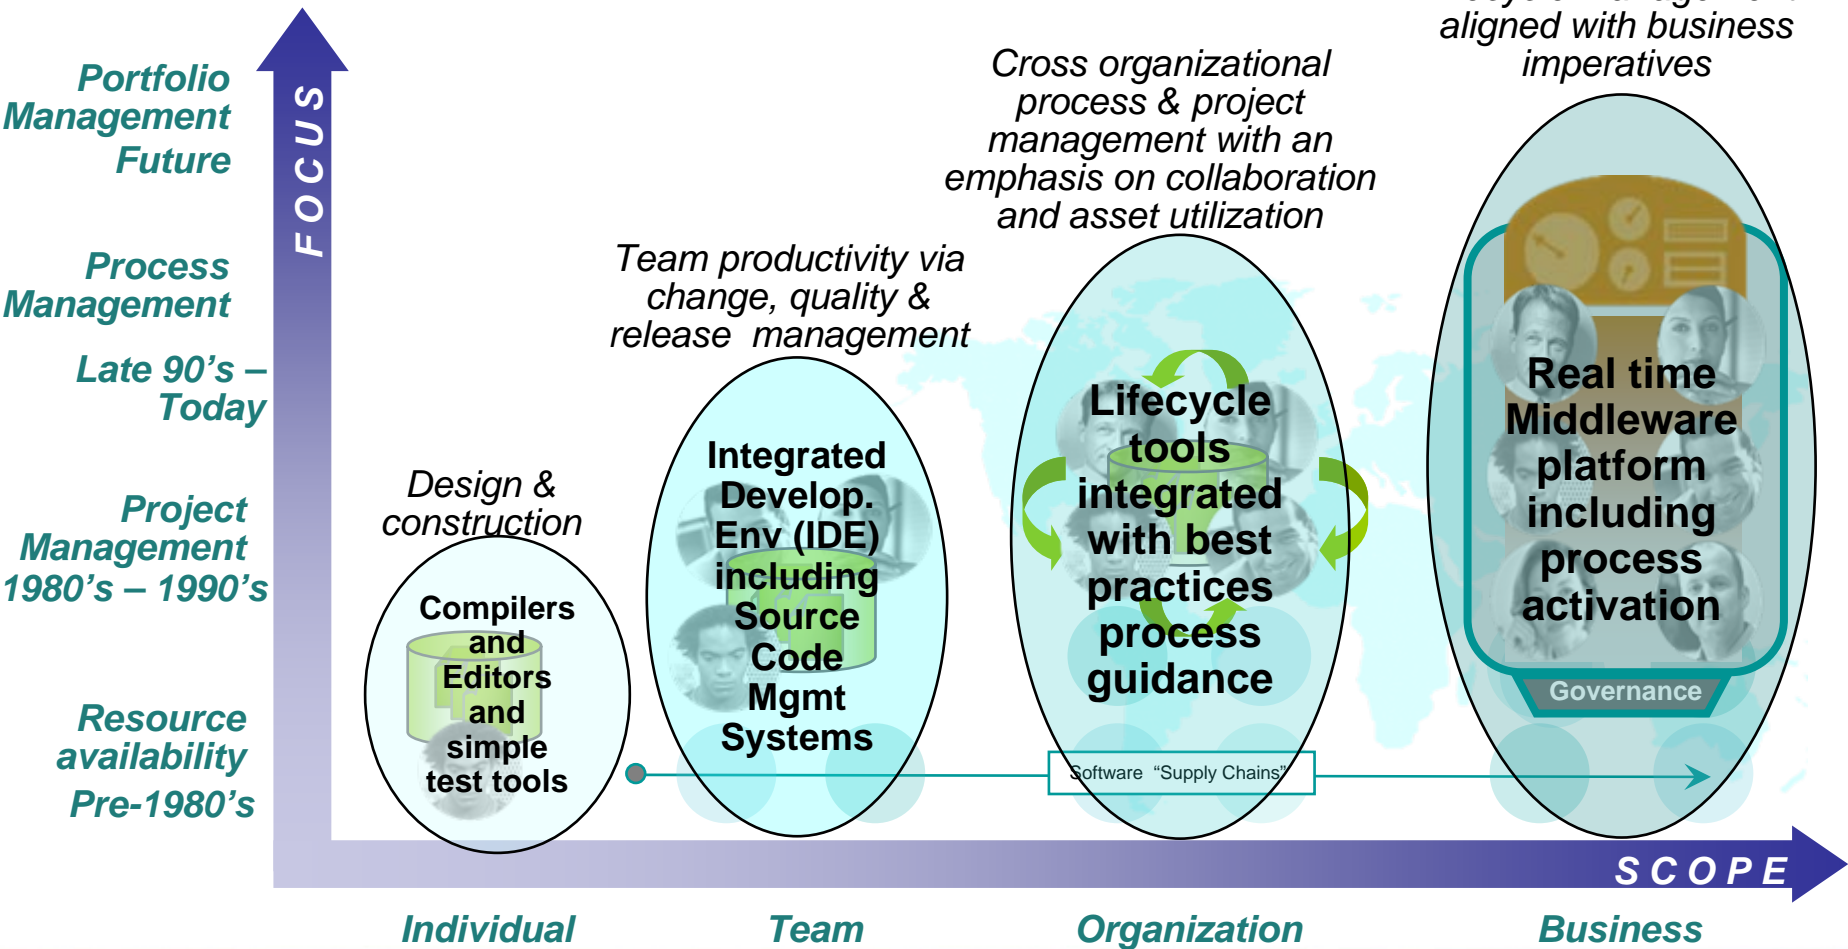 aligned with business
imperatives
Cross organizational
process & project
management with an
emphasis on collaboration
and asset utilization
Team productivity via
change, quality &
release  management
Design &
construction
Portfolio
Management
Future
Process
Management
Late 90’s –
Today
Project
Management
1980’s – 1990’s
Resource
availability
Pre-1980’s
FOCUS
Compilers
and
Editors
and
simple
test tools
Integrated
Develop.
Env (IDE)
including
Source
Code
Mgmt
Systems
Lifecycle
tools
integrated
with best
practices
process
guidance
Real time
Middleware
platform
including
process
activation
Governance
Software  “Supply Chains”
SCOPE
Individual
Team
Organization
Business